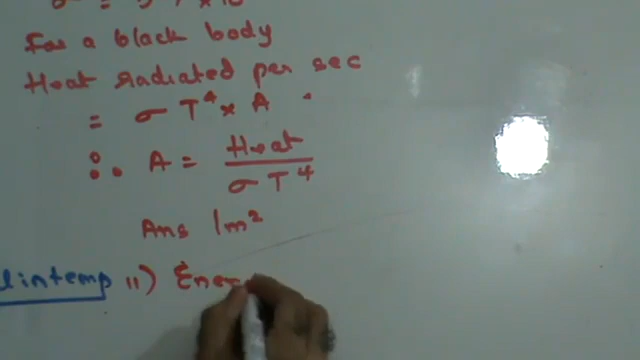 For a black body
Heat radiated per sec
= σ T⁴ × A
∴ A = Heat / σ T⁴
Ans 1m²
11) Ener